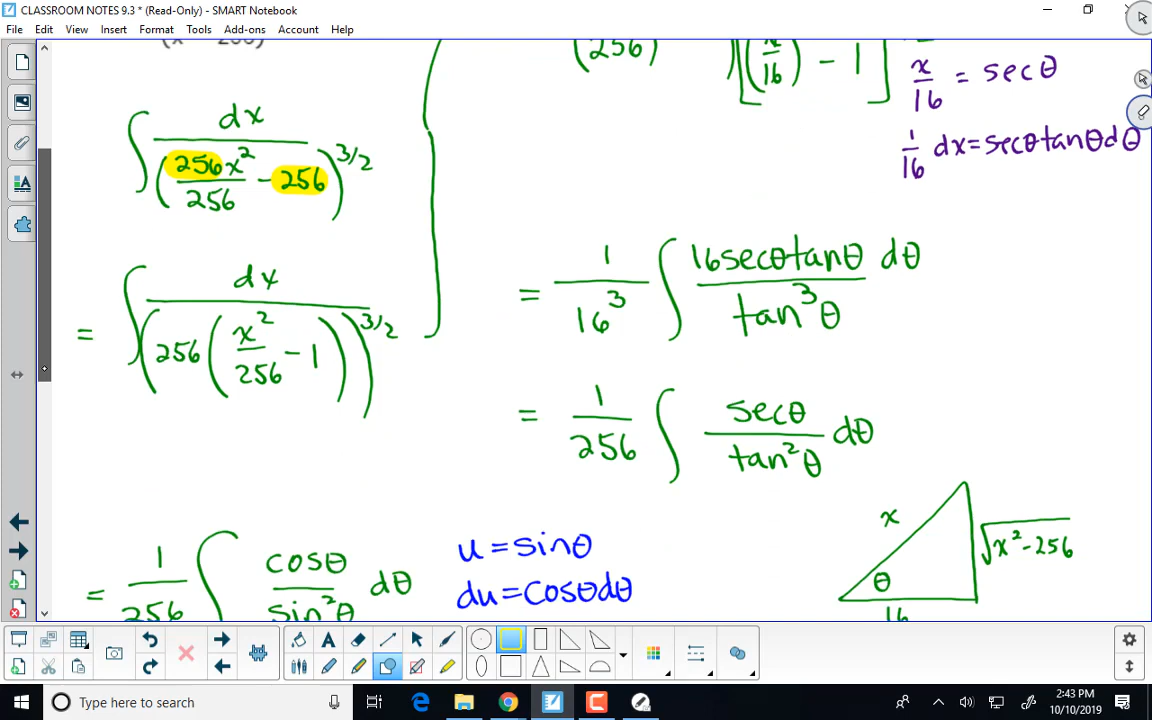 CLASSROOM NOTES 9.3 * (Read-Only) - SMART Notebook
File Edit View Insert Format Tools Add-ons Account Help
∫ dx / (256x²/256 - 256)^3/2
= ∫ dx / (256(x²/256 - 1))^3/2
(256) )[(x/16) - 1]
x/16 = secθ
1/16 dx = secθtanθdθ
= 1/16³ ∫ 16secθtanθ dθ / tan³θ
= 1/256 ∫ secθ / tan²θ dθ
= 1/256 ∫ cosθ / sin²θ dθ
u = sinθ
du = cosθdθ
x
√x²-256
θ
16
A
Type here to search
2:43 PM
10/10/2019